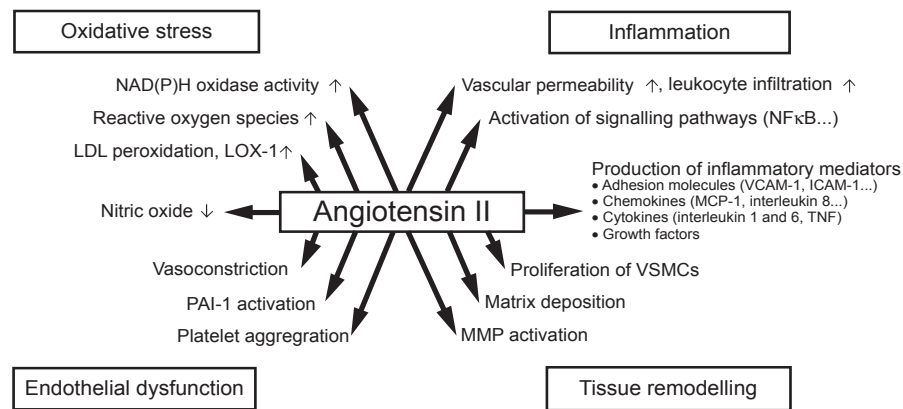 Oxidative stress
Inflammation
NAD(P)H oxidase activity ↑
Vascular permeability ↑, leukocyte infiltration ↑
Reactive oxygen species ↑
Activation of signalling pathways (NFκB...)
LDL peroxidation, LOX-1↑
Production of inflammatory mediators
• Adhesion molecules (VCAM-1, ICAM-1...)
• Chemokines (MCP-1, interleukin 8...)
• Cytokines (interleukin 1 and 6, TNF)
• Growth factors
Nitric oxide ↓
Angiotensin II
Vasoconstriction
Proliferation of VSMCs
PAI-1 activation
Matrix deposition
Platelet aggregration
MMP activation
Endothelial dysfunction
Tissue remodelling